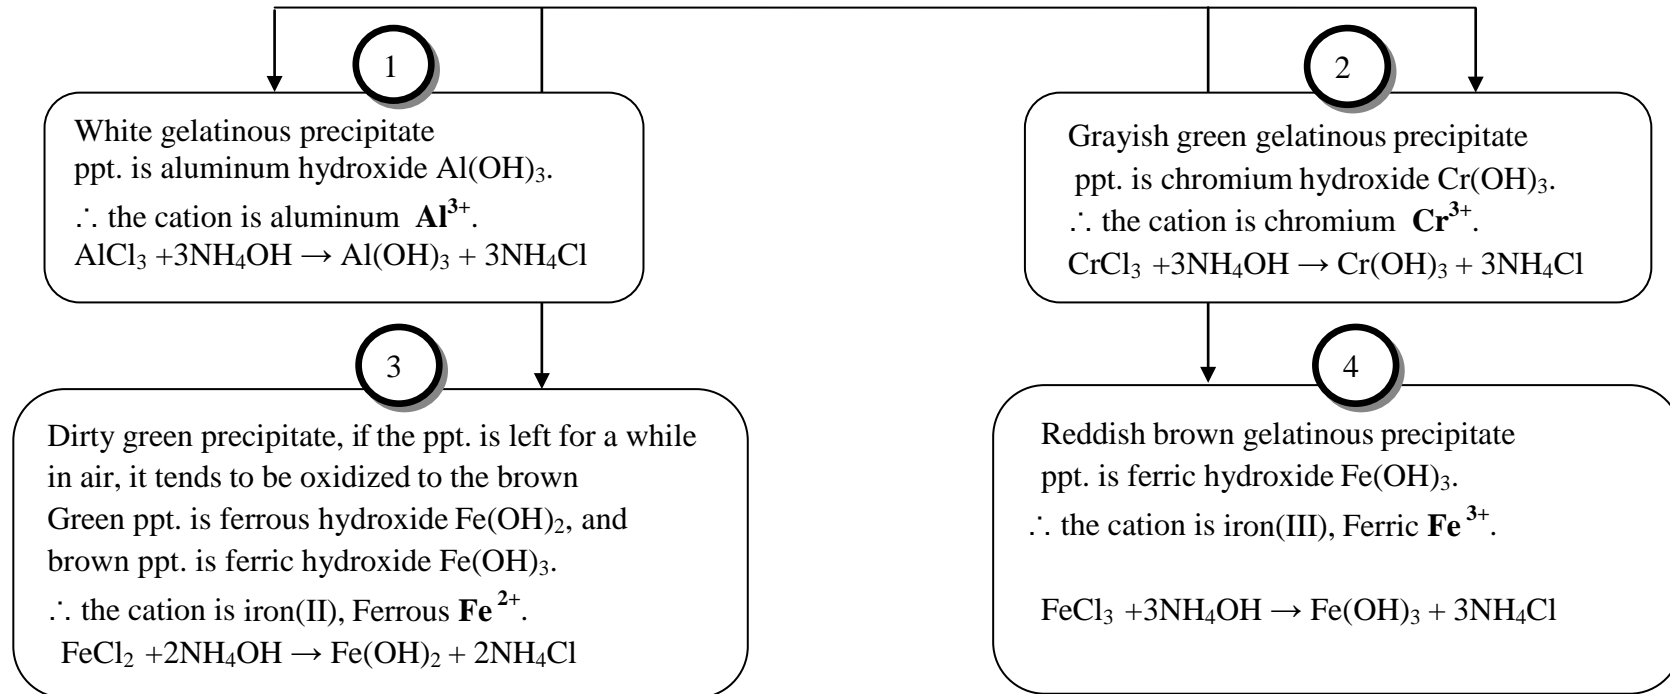 1
White gelatinous precipitate
ppt. is aluminum hydroxide Al(OH)₃.
∴ the cation is aluminum Al³⁺.
AlCl₃ +3NH₄OH → Al(OH)₃ + 3NH₄Cl
2
Grayish green gelatinous precipitate
ppt. is chromium hydroxide Cr(OH)₃.
∴ the cation is chromium Cr³⁺.
CrCl₃ +3NH₄OH → Cr(OH)₃ + 3NH₄Cl
3
Dirty green precipitate, if the ppt. is left for a while
in air, it tends to be oxidized to the brown
Green ppt. is ferrous hydroxide Fe(OH)₂, and
brown ppt. is ferric hydroxide Fe(OH)₃.
∴ the cation is iron(II), Ferrous Fe ²⁺.
FeCl₂ +2NH₄OH → Fe(OH)₂ + 2NH₄Cl
4
Reddish brown gelatinous precipitate
ppt. is ferric hydroxide Fe(OH)₃.
∴ the cation is iron(III), Ferric Fe ³⁺.
FeCl₃ +3NH₄OH → Fe(OH)₃ + 3NH₄Cl